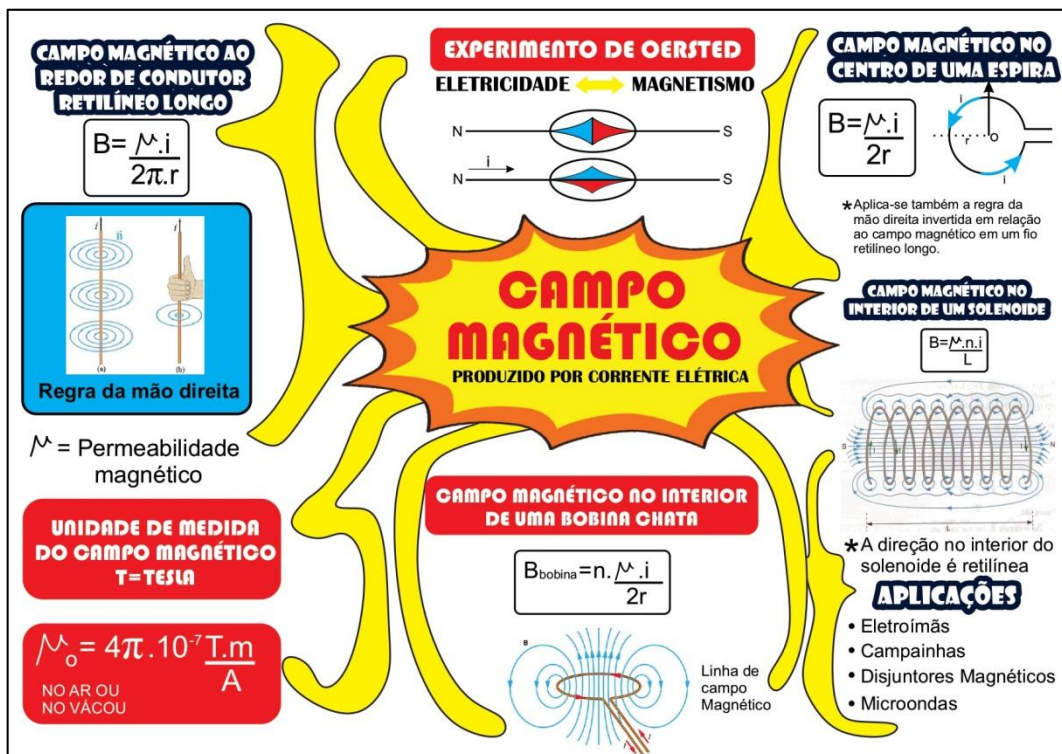 CAMPO MAGNÉTICO AO
REDOR DE CONDUTOR
RETILÍNEO LONGO
B=μ.i
2π.r
i
B
i
(a)
(b)
Regra da mão direita
μ = Permeabilidade
magnético
UNIDADE DE MEDIDA
DO CAMPO MAGNÉTICO
T=TESLA
μo = 4π.10-7 T.m
A
NO AR OU
NO VÁCOU
EXPERIMENTO DE OERSTED
ELETRICIDADE MAGNETISMO
N S
i
N S
CAMPO
MAGNÉTICO
PRODUZIDO POR CORRENTE ELÉTRICA
CAMPO MAGNÉTICO NO INTERIOR
DE UMA BOBINA CHATA
Bbobina=n.μ.i
2r
B
Linha de
campo
Magnético
CAMPO MAGNÉTICO NO
CENTRO DE UMA ESPIRA
B=μ.i
2r
i
r
O
i
*Aplica-se também a regra da
mão direita invertida em relação
ao campo magnético em um fio
retilíneo longo.
CAMPO MAGNÉTICO NO
INTERIOR DE UM SOLENOIDE
B=μ.n.i
L
S
N
L
*A direção no interior do
solenoide é retilínea
APLICAÇÕES
• Eletroímãs
• Campainhas
• Disjuntores Magnéticos
• Microondas